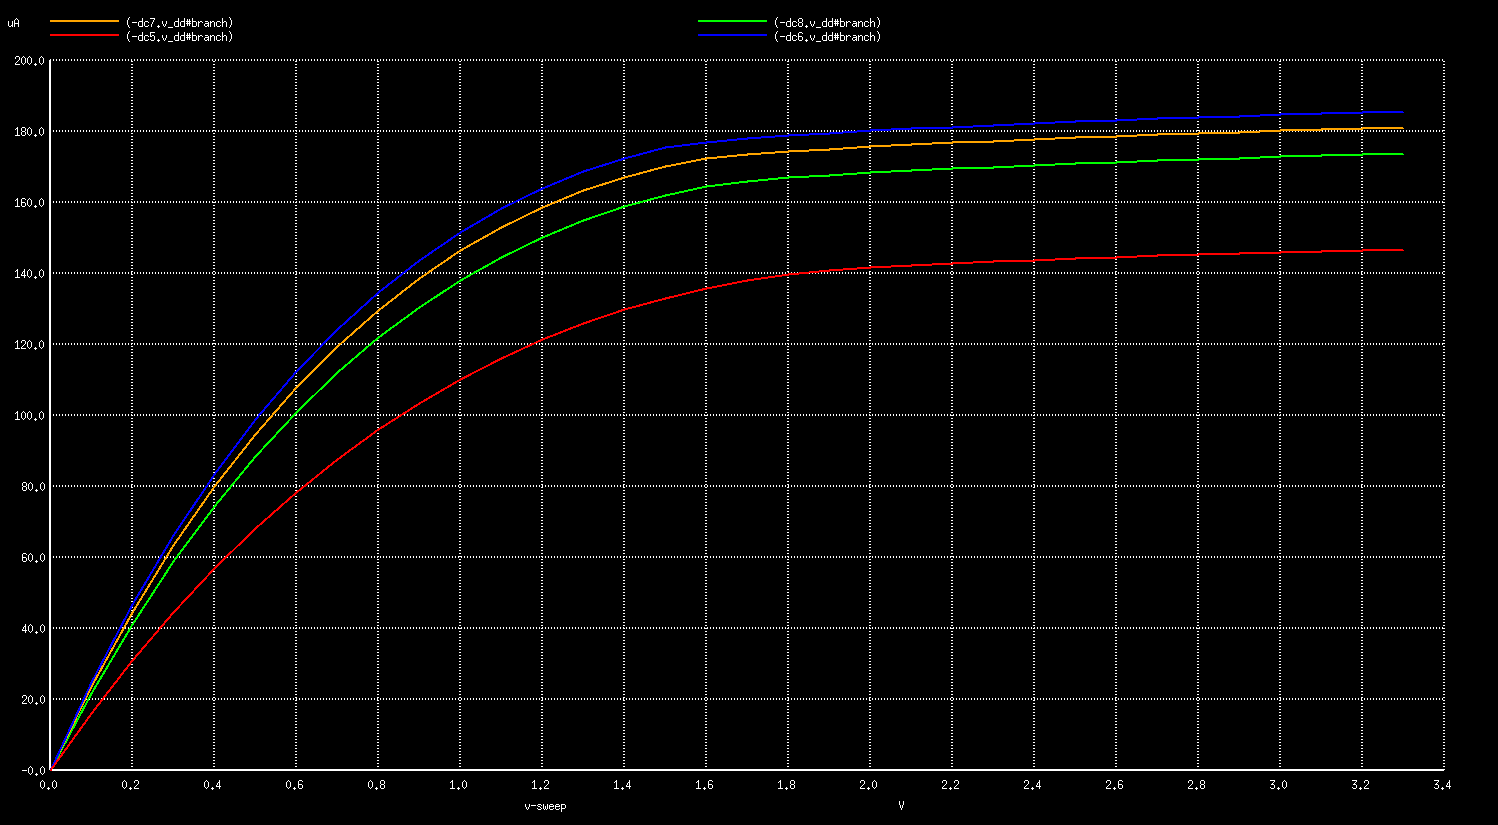 uA
(-dc7.v_dd#branch) (-dc8.v_dd#branch)
(-dc5.v_dd#branch) (-dc6.v_dd#branch)
200.0
180.0
160.0
140.0
120.0
100.0
80.0
60.0
40.0
20.0
-0.0
0.0 0.2 0.4 0.6 0.8 1.0 1.2 1.4 1.6 1.8 2.0 2.2 2.4 2.6 2.8 3.0 3.2 3.4
v-sweep V